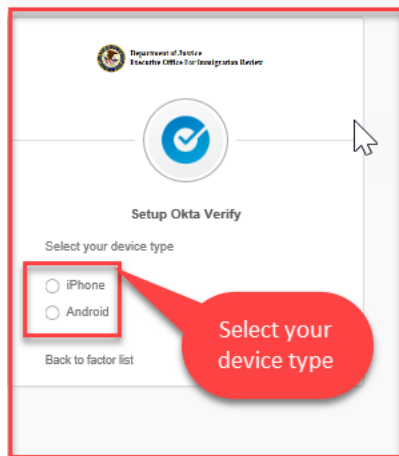 Department of Justice
Executive Office For Immigration Review
Setup Okta Verify
Select your device type
iPhone
Android
Select your
device type
Back to factor list